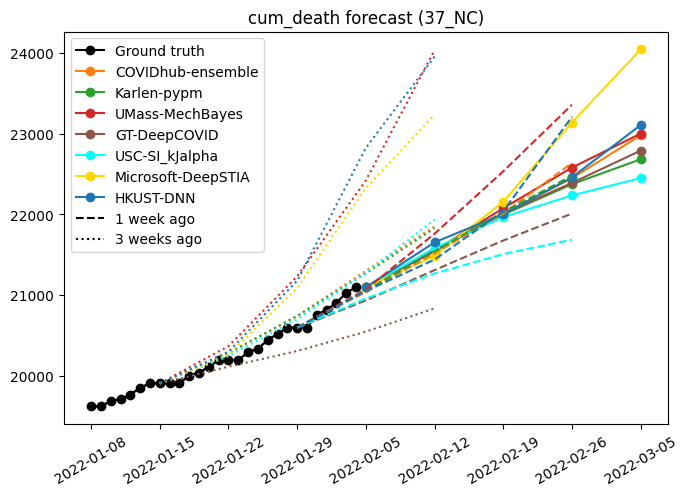 cum_death forecast (37_NC)
24000
23000
22000
21000
20000
Ground truth
COVIDhub-ensemble
Karlen-pypm
UMass-MechBayes
GT-DeepCOVID
USC-SI_kJalpha
Microsoft-DeepSTIA
HKUST-DNN
1 week ago
3 weeks ago
2022-01-08
2022-01-15
2022-01-22
2022-01-29
2022-02-05
2022-02-12
2022-02-19
2022-02-26
2022-03-05